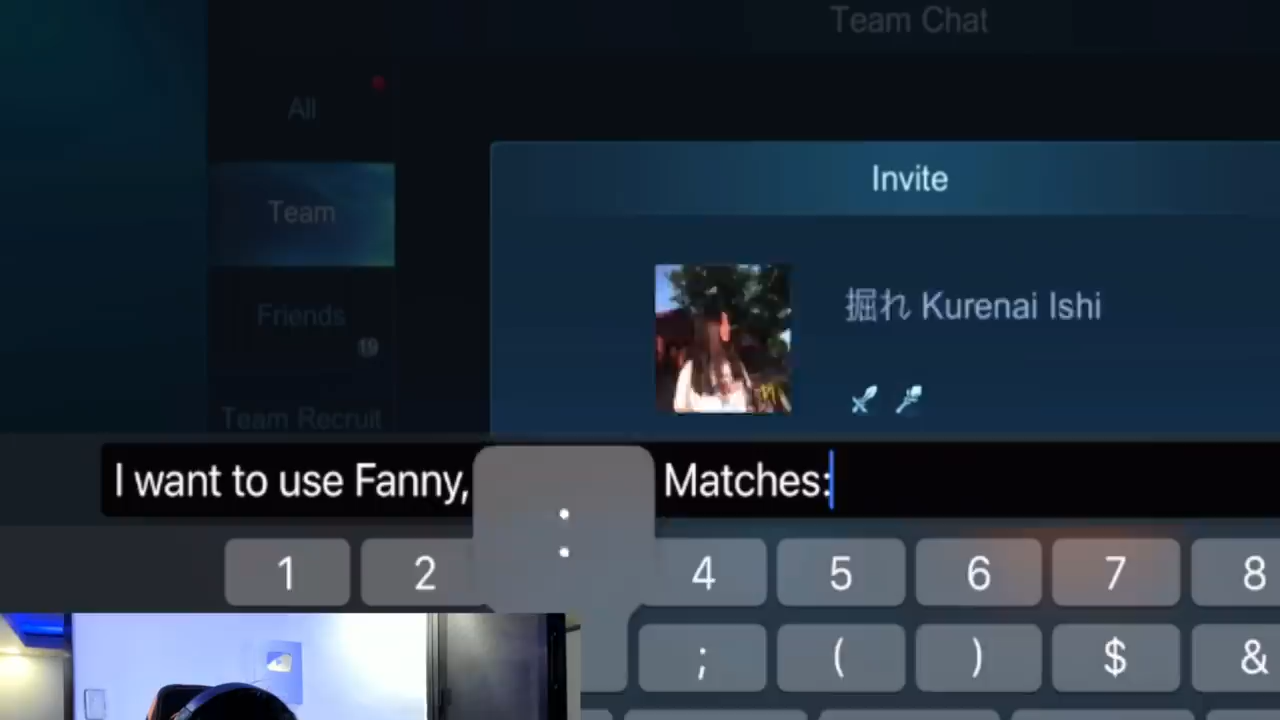 Team Chat
All
Invite
Team
掘れ Kurenai Ishi
Friends
19
Team Recruit
I want to use Fanny, Matches:
:
1 2 4 5 6 7 8
; ( ) $ &